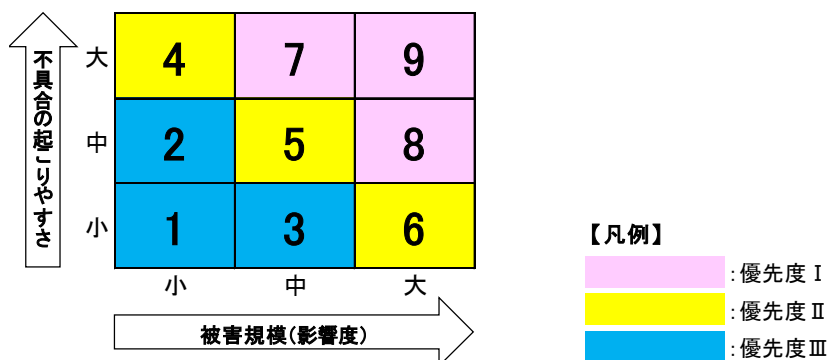 不具合の起こりやすさ
大 4 7 9
中 2 5 8
小 1 3 6
小 中 大
被害規模(影響度)
【凡例】
:優先度Ⅰ
:優先度Ⅱ
:優先度Ⅲ